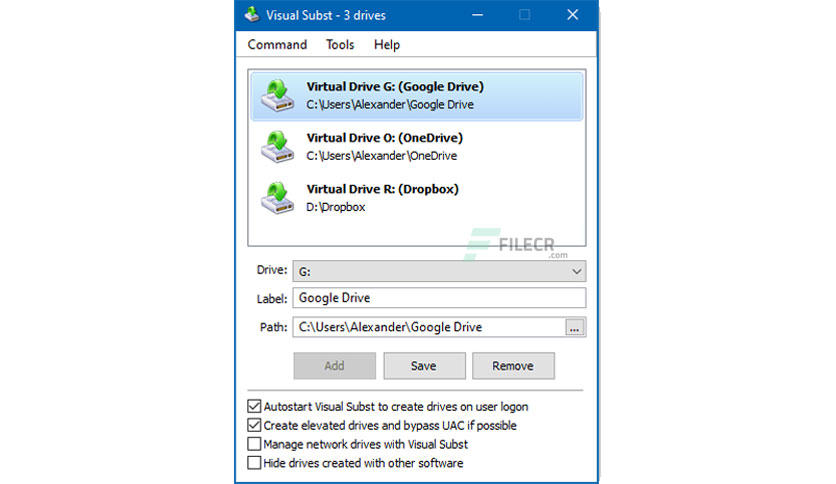 Visual Subst - 3 drives
Command Tools Help
Virtual Drive G: (Google Drive)
C:\Users\Alexander\Google Drive
Virtual Drive O: (OneDrive)
C:\Users\Alexander\OneDrive
Virtual Drive R: (Dropbox)
D:\Dropbox
FILECR
.com
Drive: G:
Label: Google Drive
Path: C:\Users\Alexander\Google Drive ...
Add Save Remove
Autostart Visual Subst to create drives on user logon
Create elevated drives and bypass UAC if possible
Manage network drives with Visual Subst
Hide drives created with other software